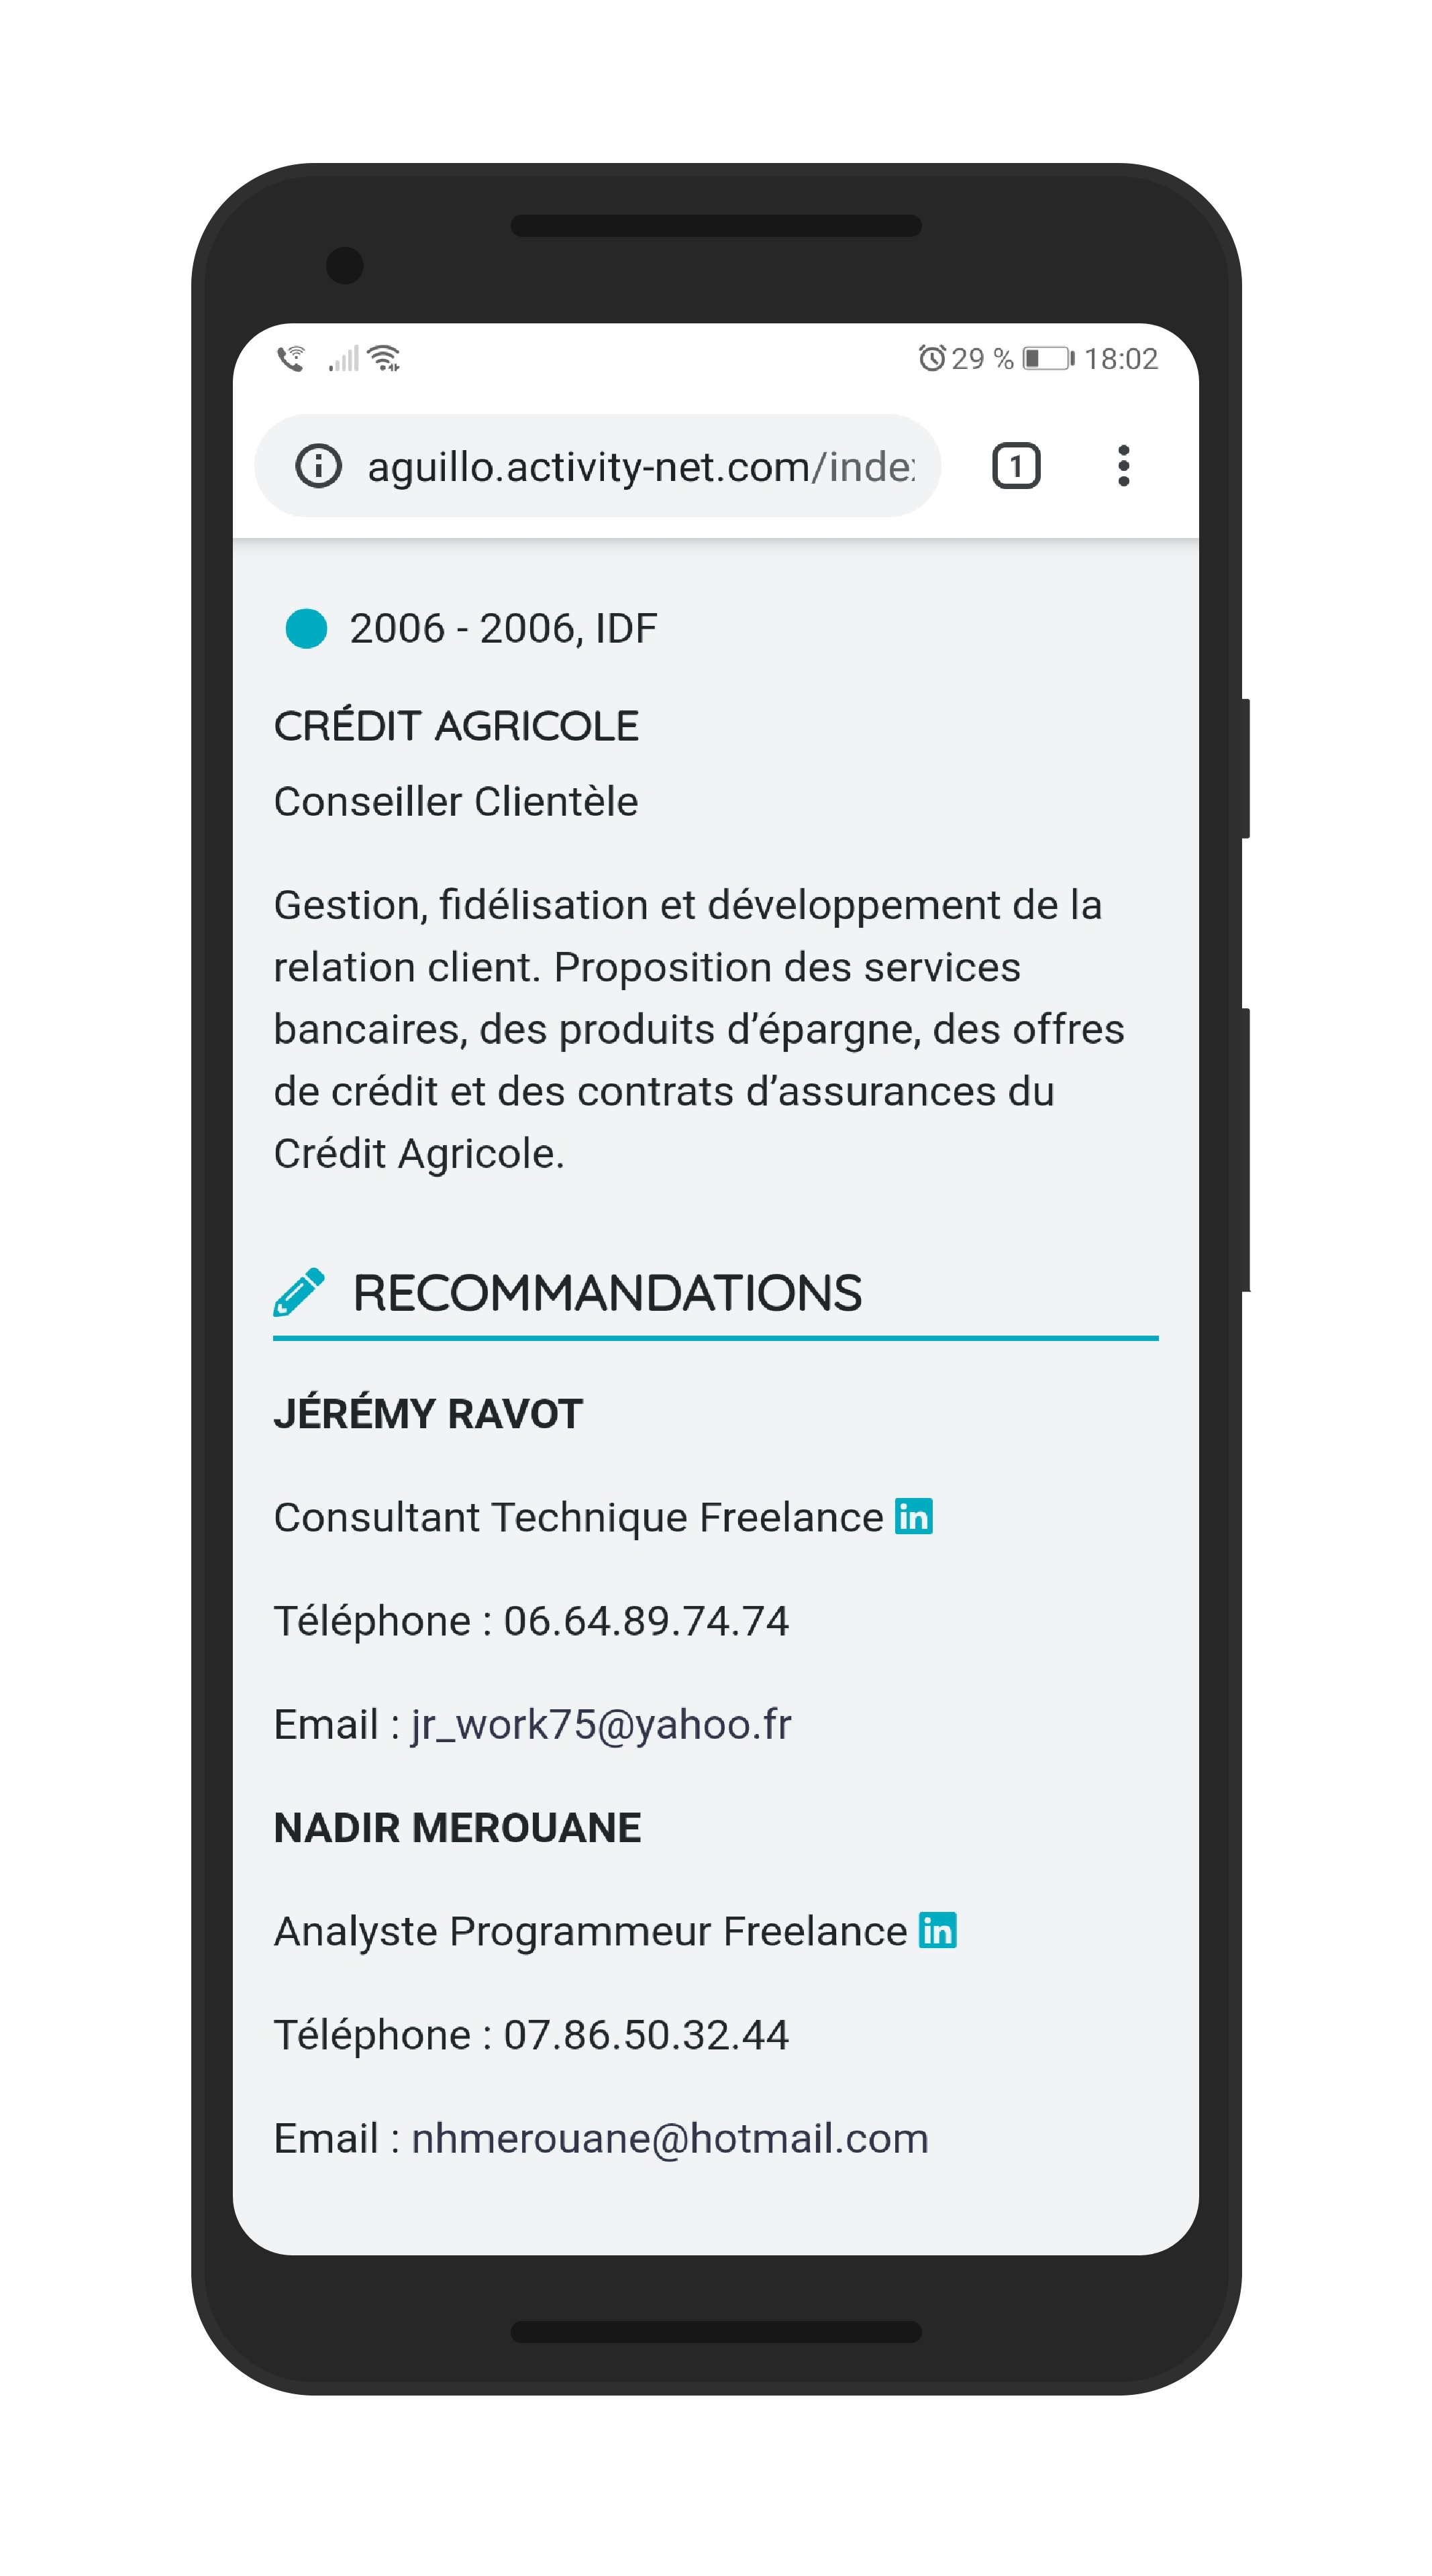 29 % 18:02
aguillo.activity-net.com/inde
1
2006 - 2006, IDF
CRÉDIT AGRICOLE
Conseiller Clientèle
Gestion, fidélisation et développement de la
relation client. Proposition des services
bancaires, des produits d’épargne, des offres
de crédit et des contrats d’assurances du
Crédit Agricole.
RECOMMANDATIONS
JÉRÉMY RAVOT
Consultant Technique Freelance in
Téléphone : 06.64.89.74.74
Email : jr_work75@yahoo.fr
NADIR MEROUANE
Analyste Programmeur Freelance in
Téléphone : 07.86.50.32.44
Email : nhmerouane@hotmail.com